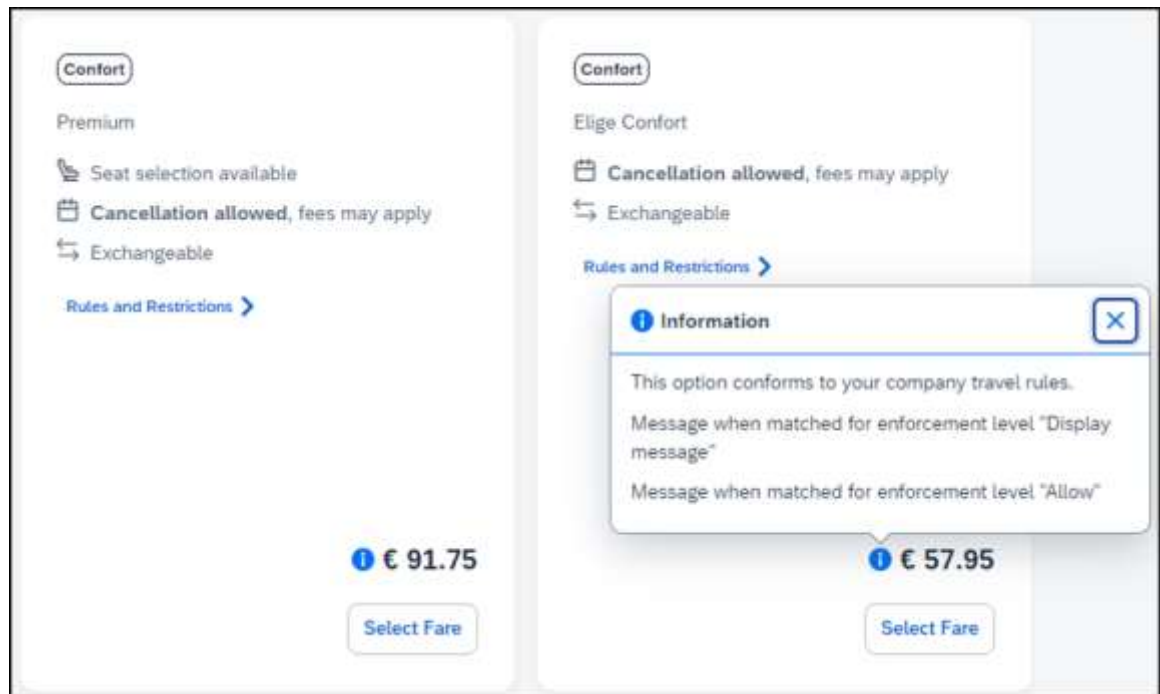 Confort
Premium
Seat selection available
Cancellation allowed, fees may apply
Exchangeable
Rules and Restrictions
€ 91.75
Select Fare
Confort
Elige Confort
Cancellation allowed, fees may apply
Exchangeable
Rules and Restrictions
Information
This option conforms to your company travel rules.
Message when matched for enforcement level "Display
message"
Message when matched for enforcement level "Allow"
€ 57.95
Select Fare